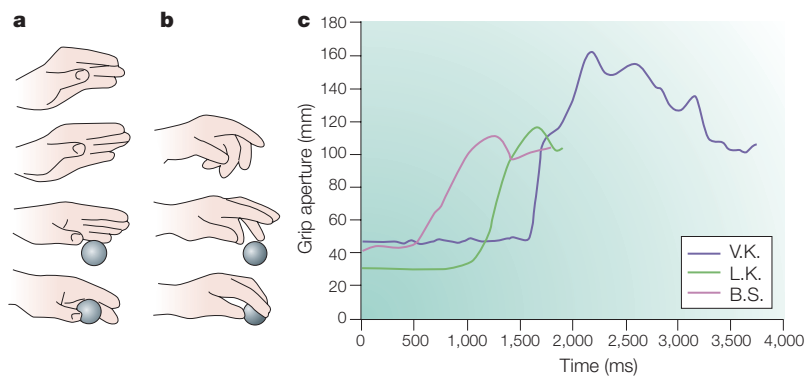 a
b
c
Grip aperture (mm)
180
160
140
120
100
80
60
40
20
0
0 500 1,000 1,500 2,000 2,500 3,000 3,500 4,000
Time (ms)
V.K.
L.K.
B.S.